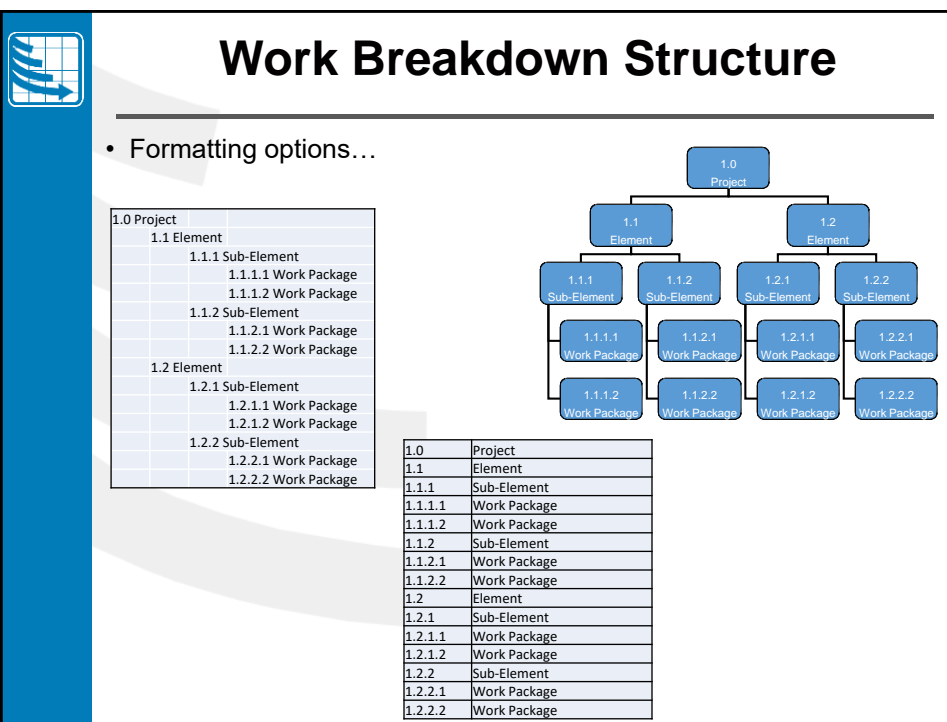 Work Breakdown Structure
• Formatting options…
1.0 Project
1.1 Element
1.1.1 Sub-Element
1.1.1.1 Work Package
1.1.1.2 Work Package
1.1.2 Sub-Element
1.1.2.1 Work Package
1.1.2.2 Work Package
1.2 Element
1.2.1 Sub-Element
1.2.1.1 Work Package
1.2.1.2 Work Package
1.2.2 Sub-Element
1.2.2.1 Work Package
1.2.2.2 Work Package
1.0
Project
1.1
Element
1.2
Element
1.1.1
Sub-Element
1.1.2
Sub-Element
1.2.1
Sub-Element
1.2.2
Sub-Element
1.1.1.1
Work Package
1.1.2.1
Work Package
1.2.1.1
Work Package
1.2.2.1
Work Package
1.1.1.2
Work Package
1.1.2.2
Work Package
1.2.1.2
Work Package
1.2.2.2
Work Package
1.0 Project
1.1 Element
1.1.1 Sub-Element
1.1.1.1 Work Package
1.1.1.2 Work Package
1.1.2 Sub-Element
1.1.2.1 Work Package
1.1.2.2 Work Package
1.2 Element
1.2.1 Sub-Element
1.2.1.1 Work Package
1.2.1.2 Work Package
1.2.2 Sub-Element
1.2.2.1 Work Package
1.2.2.2 Work Package